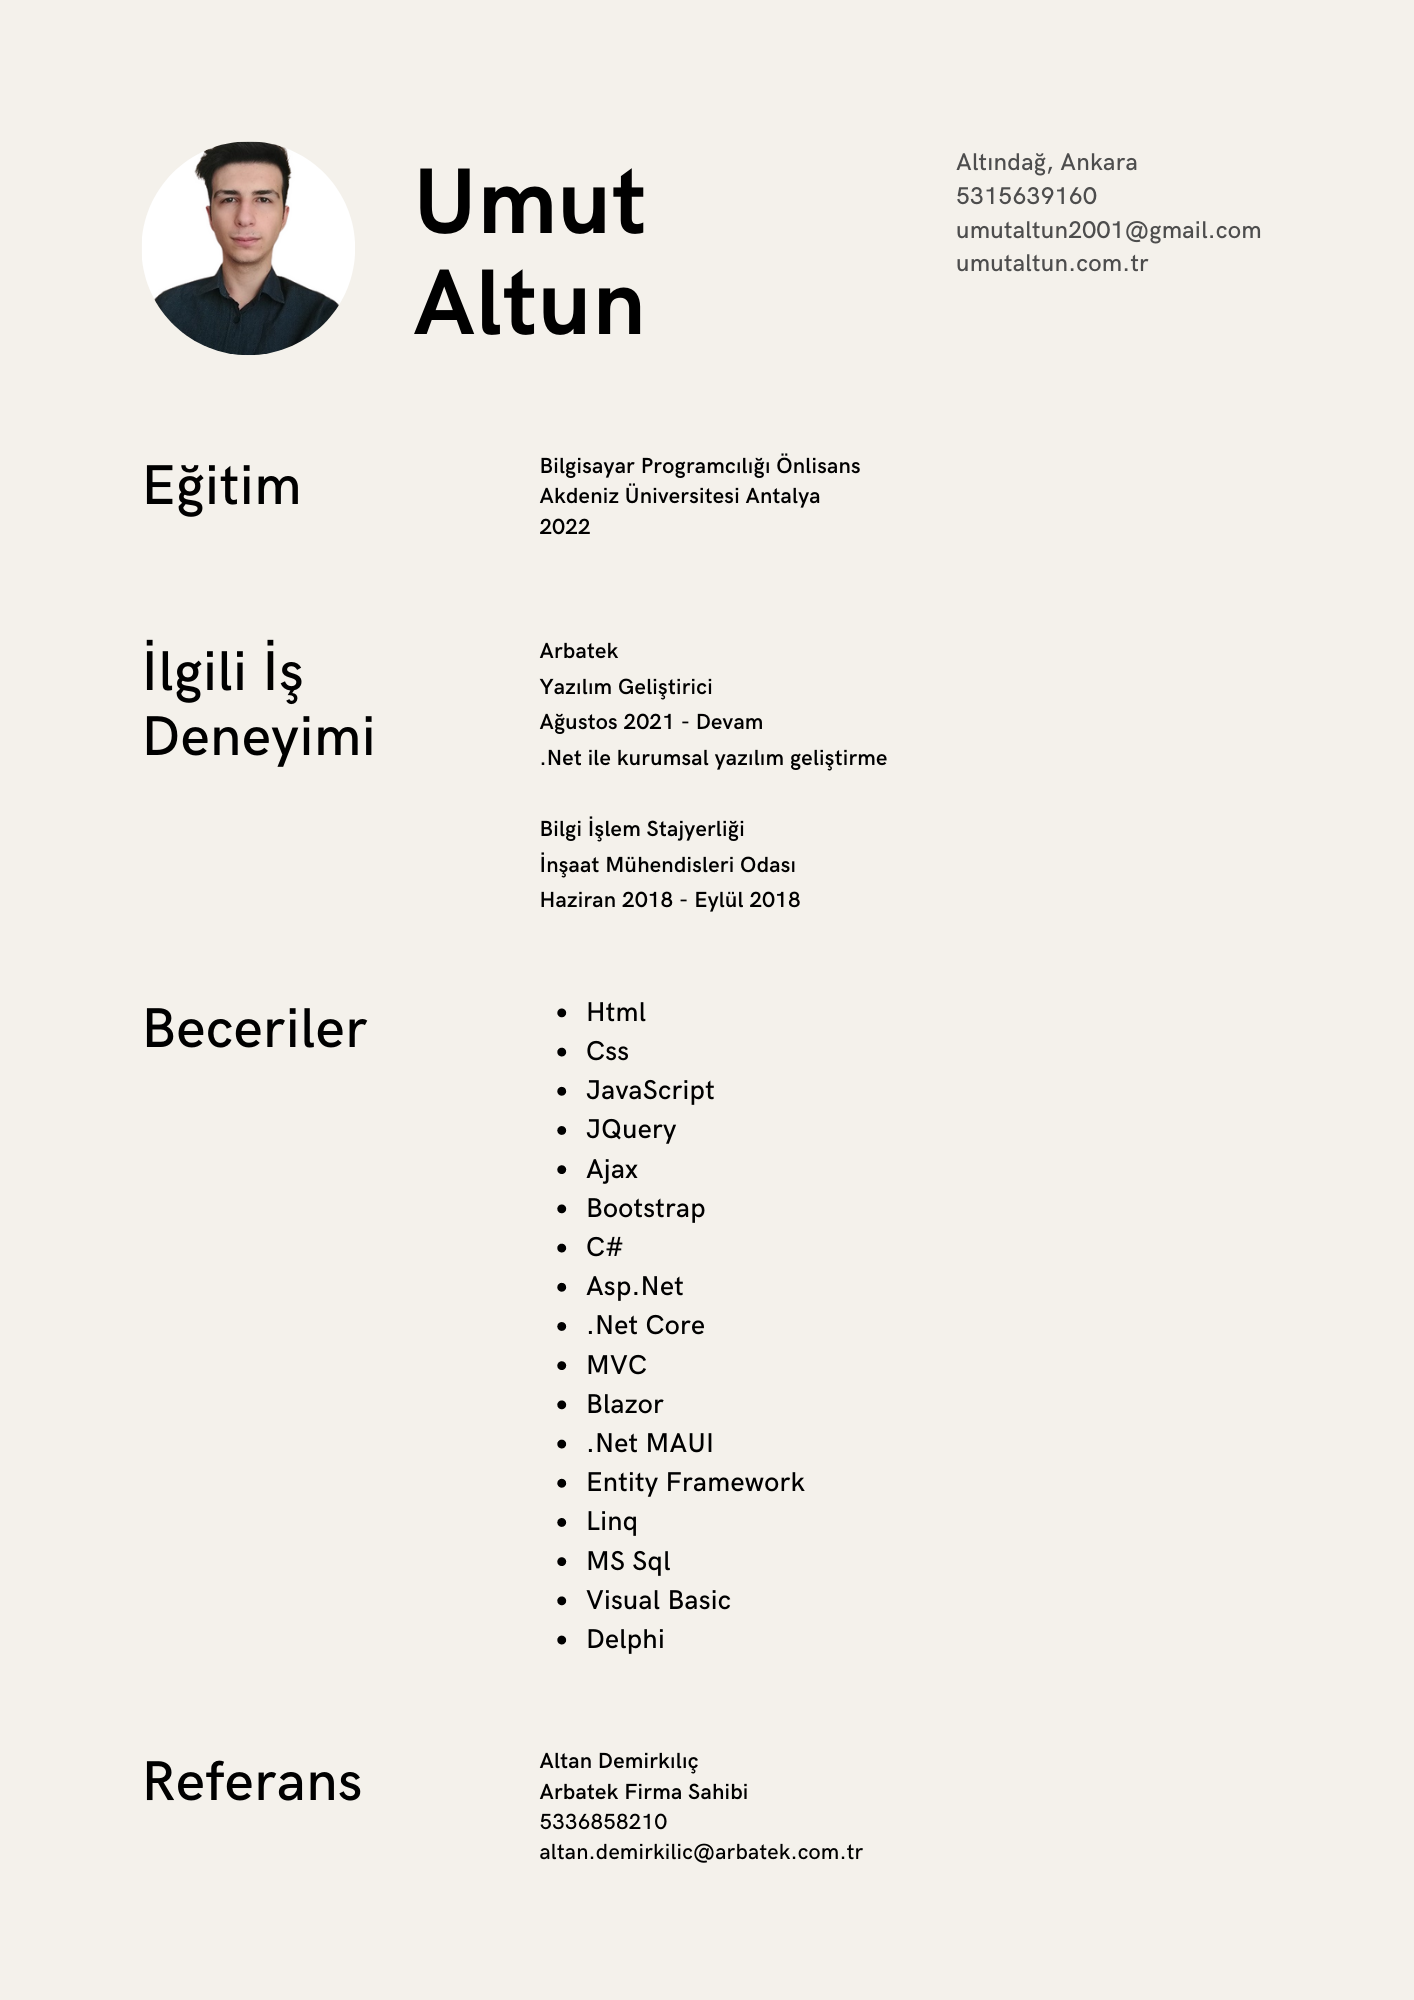 Umut
Altun
Altındağ, Ankara
5315639160
umutaltun2001@gmail.com
umutaltun.com.tr
Eğitim
Bilgisayar Programcılığı Önlisans
Akdeniz Üniversitesi Antalya
2022
İlgili İş
Deneyimi
Arbatek
Yazılım Geliştirici
Ağustos 2021 - Devam
.Net ile kurumsal yazılım geliştirme
Bilgi İşlem Stajyerliği
İnşaat Mühendisleri Odası
Haziran 2018 - Eylül 2018
Beceriler
• Html
• Css
• JavaScript
• JQuery
• Ajax
• Bootstrap
• C#
• Asp.Net
• .Net Core
• MVC
• Blazor
• .Net MAUI
• Entity Framework
• Linq
• MS Sql
• Visual Basic
• Delphi
Referans
Altan Demirkılıç
Arbatek Firma Sahibi
5336858210
altan.demirkilic@arbatek.com.tr